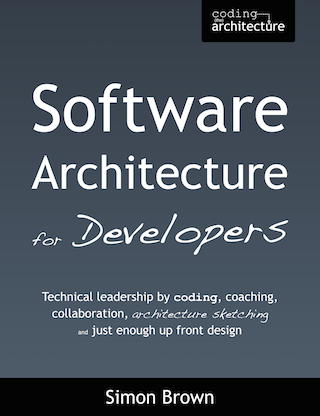 coding
the
architecture
Software
Architecture
for Developers
Technical leadership by coding, coaching,
collaboration, architecture sketching
and just enough up front design
Simon Brown